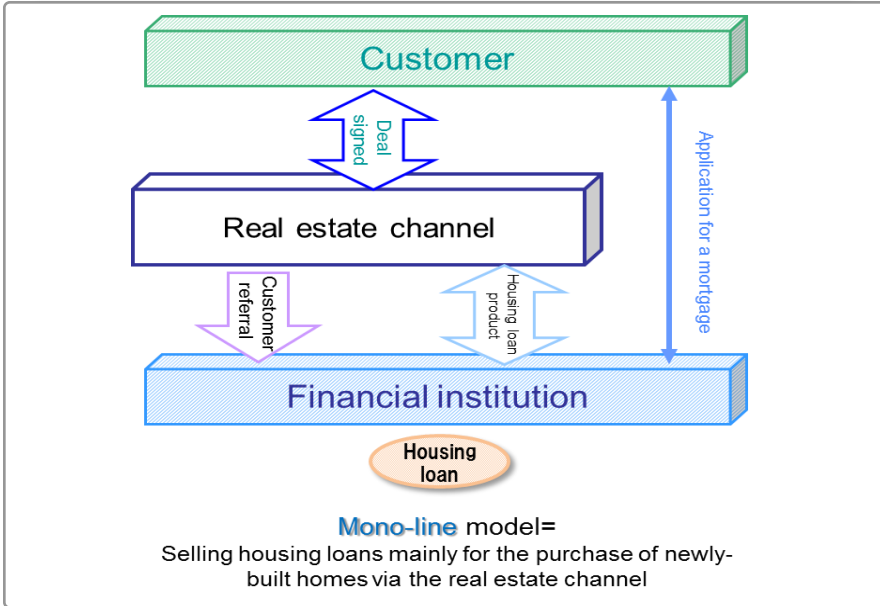 Customer
Deal
signed
Application for a mortgage
Real estate channel
Customer
referral
Housing loan
product
Financial institution
Housing
loan
Mono-line model=
Selling housing loans mainly for the purchase of newly-
built homes via the real estate channel